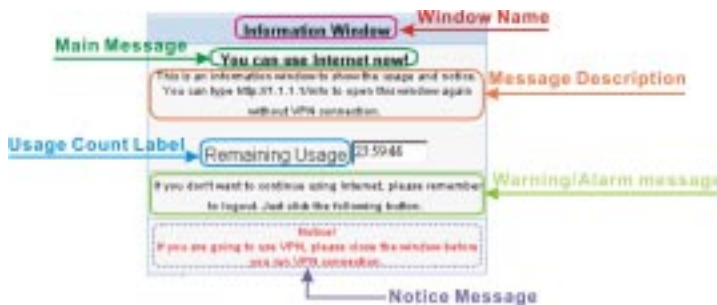 Information Window
Window Name
Main Message
You can use Internet now!
This is an information window to show the usage and notice.
You can type http://1.1.1.1/info to open this window again
without VPN connection.
Message Description
Usage Count Label
Remaining Usage 23:59:46
If you don't want to continue using Internet, please remember
to logout. Just click the following button.
Warning/Alarm message
Notice!
If you are going to use VPN, please close the window before
you run VPN connection.
Notice Message